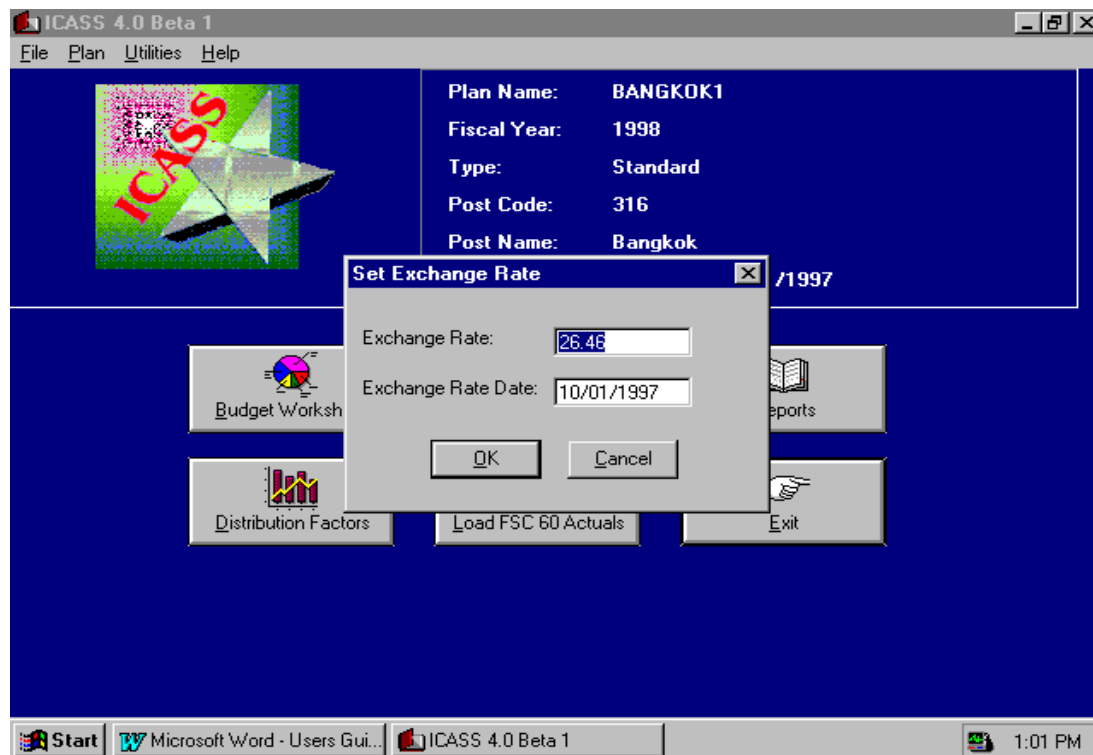 ICASS 4.0 Beta 1
File Plan Utilities Help
ICASS
Plan Name: BANGKOK1
Fiscal Year: 1998
Type: Standard
Post Code: 316
Post Name: Bangkok
/1997
Set Exchange Rate
Exchange Rate: 26.46
Exchange Rate Date: 10/01/1997
OK Cancel
Budget Worksh
eports
Distribution Factors
Load FSC 60 Actuals
Exit
Start Microsoft Word - Users Gui... ICASS 4.0 Beta 1 1:01 PM